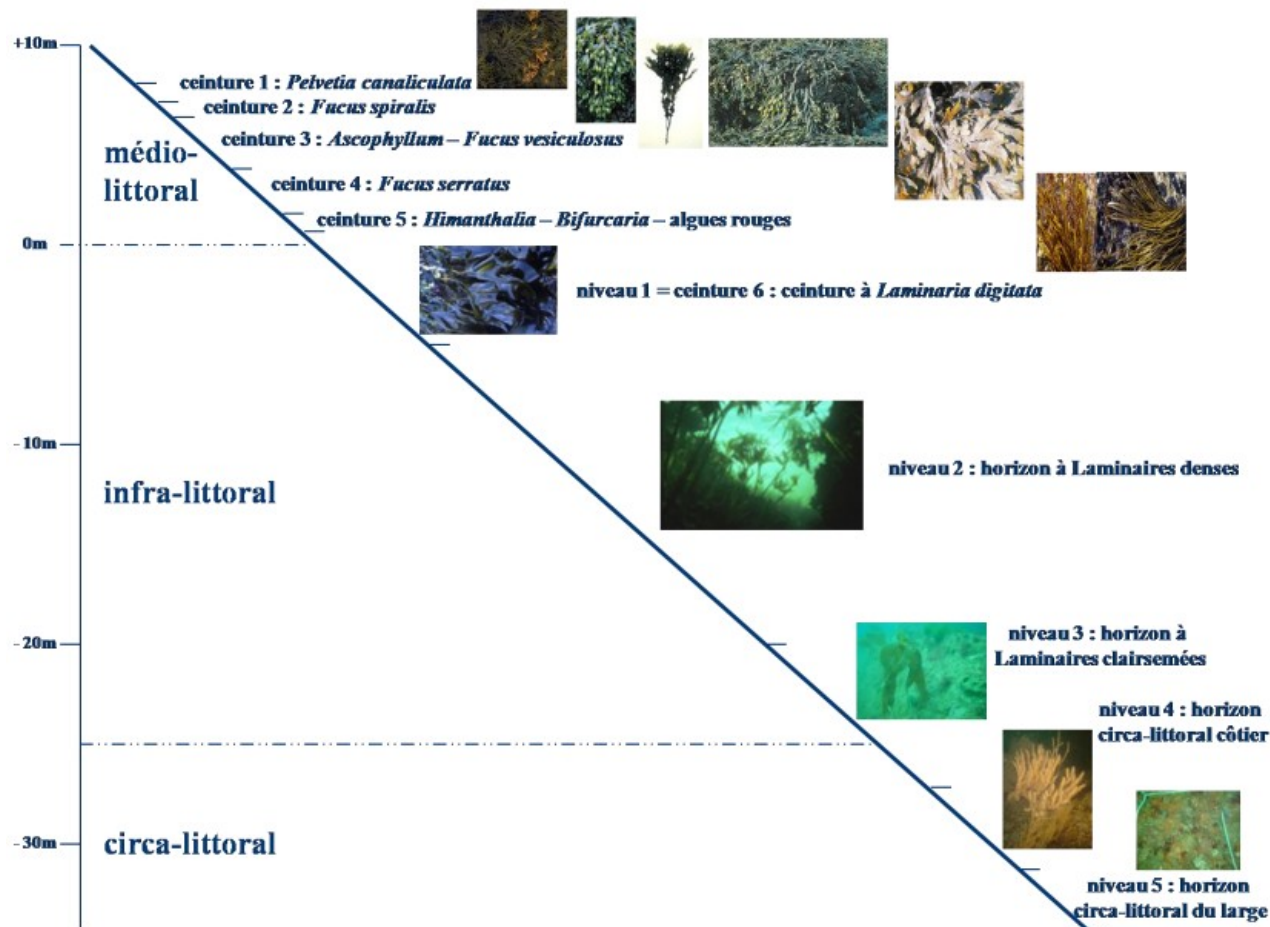 +10m
ceinture 1 : Pelvetia canaliculata
ceinture 2 : Fucus spiralis
ceinture 3 : Ascophyllum – Fucus vesiculosus
médio-
littoral
ceinture 4 : Fucus serratus
ceinture 5 : Himanthalia – Bifurcaria – algues rouges
0m
niveau 1 = ceinture 6 : ceinture à Laminaria digitata
-10m
niveau 2 : horizon à Laminaires denses
infra-littoral
-20m
niveau 3 : horizon à
Laminaires clairsemées
niveau 4 : horizon
circa-littoral côtier
-30m
circa-littoral
niveau 5 : horizon
circa-littoral du large